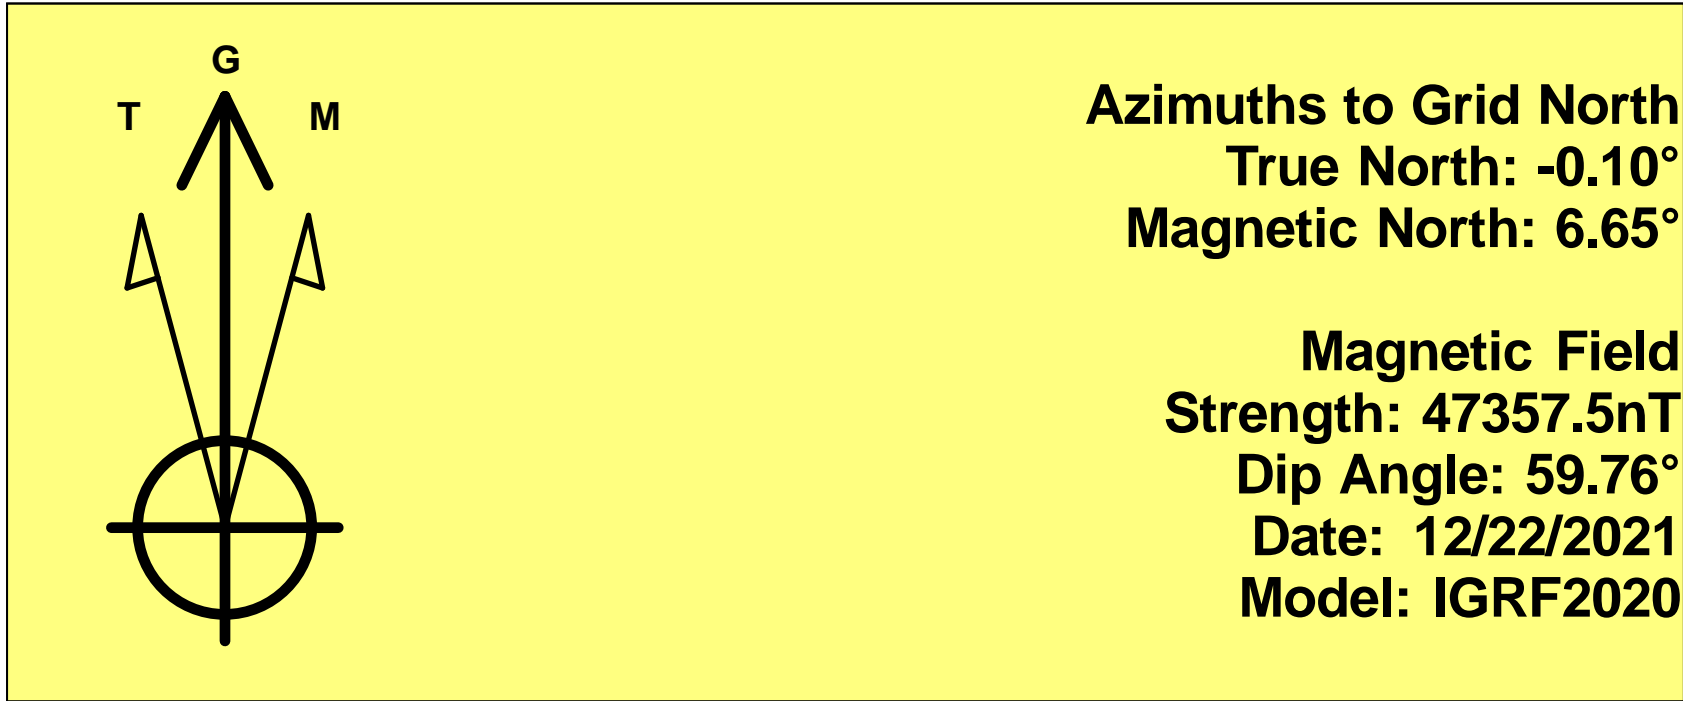 G
T
M
Azimuths to Grid North
True North: -0.10°
Magnetic North: 6.65°
Magnetic Field
Strength: 47357.5nT
Dip Angle: 59.76°
Date: 12/22/2021
Model: IGRF2020